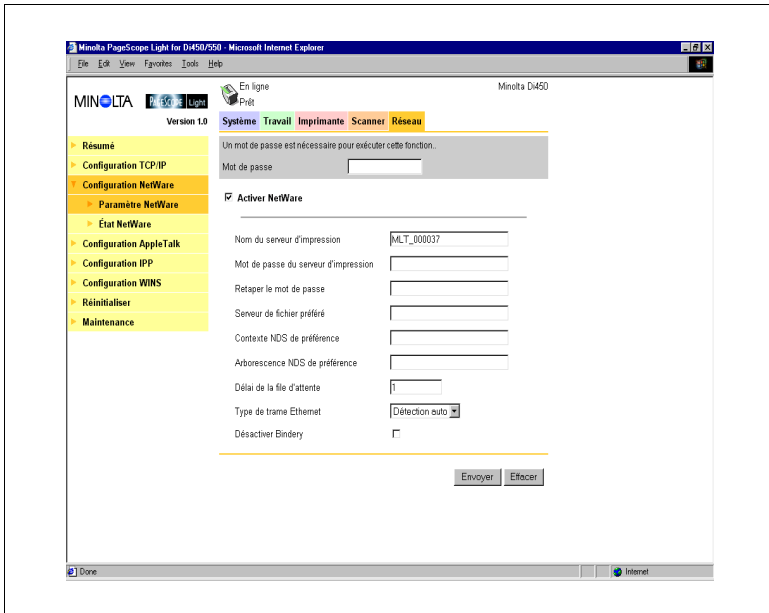 Minolta PageScope Light for Di450/550 - Microsoft Internet Explorer
File Edit View Favorites Tools Help
MINOLTA PAGESCOPE Light
Version 1.0
En ligne
Prêt
Minolta Di450
Système Travail Imprimante Scanner Réseau
Résumé
Configuration TCP/IP
Configuration NetWare
Paramètre NetWare
État NetWare
Configuration AppleTalk
Configuration IPP
Configuration WINS
Réinitialiser
Maintenance
Un mot de passe est nécessaire pour exécuter cette fonction..
Mot de passe
Activer NetWare
Nom du serveur d'impression MLT_000037
Mot de passe du serveur d'impression
Retaper le mot de passe
Serveur de fichier préféré
Contexte NDS de préférence
Arborescence NDS de préférence
Délai de la file d'attente 1
Type de trame Ethernet Détection auto
Désactiver Bindery
Envoyer Effacer
Done
Internet